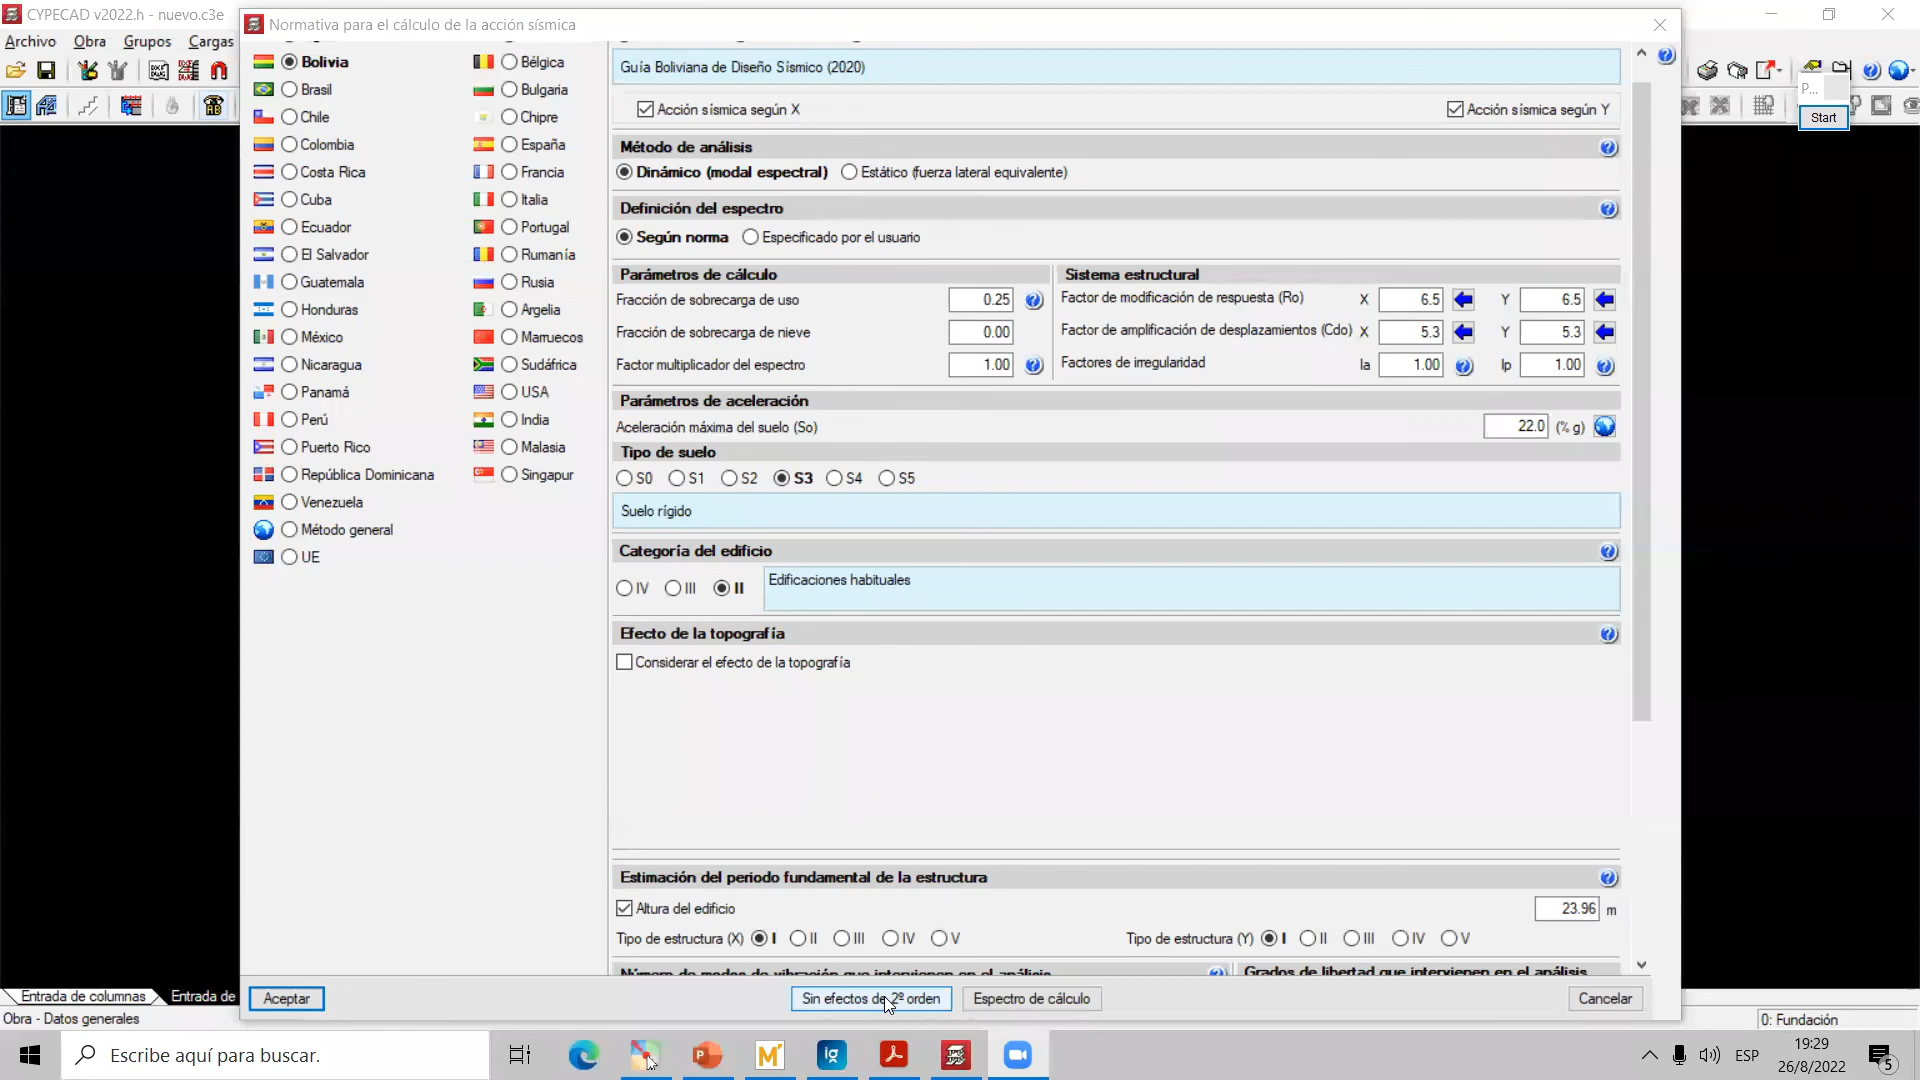 CYPECAD v2022.h - nuevo.c3e
Normativa para el cálculo de la acción sísmica
Archivo Obra Grupos Cargas
Bolivia
Brasil
Chile
Colombia
Costa Rica
Cuba
Ecuador
El Salvador
Guatemala
Honduras
México
Nicaragua
Panamá
Perú
Puerto Rico
República Dominicana
Venezuela
Método general
UE
Bélgica
Bulgaria
Chipre
España
Francia
Italia
Portugal
Rumanía
Rusia
Argelia
Marruecos
Sudáfrica
USA
India
Malasia
Singapur
Guía Boliviana de Diseño Sísmico (2020)
Acción sísmica según X Acción sísmica según Y
Método de análisis
Dinámico (modal espectral) Estático (fuerza lateral equivalente)
Definición del espectro
Según norma Especificado por el usuario
Parámetros de cálculo
Fracción de sobrecarga de uso 0.25
Fracción de sobrecarga de nieve 0.00
Factor multiplicador del espectro 1.00
Sistema estructural
Factor de modificación de respuesta (Ro) X 6.5 Y 6.5
Factor de amplificación de desplazamientos (Cdo) X 5.3 Y 5.3
Factores de irregularidad Ia 1.00 Ip 1.00
Parámetros de aceleración
Aceleración máxima del suelo (So) 22.0 (% g)
Tipo de suelo
S0 S1 S2 S3 S4 S5
Suelo rígido
Categoría del edificio
IV III II Edificaciones habituales
Efecto de la topografía
Considerar el efecto de la topografía
Estimación del periodo fundamental de la estructura
Altura del edificio 23.96 m
Tipo de estructura (X) I II III IV V Tipo de estructura (Y) I II III IV V
Número de modos de vibración que intervienen en el análisis Grados de libertad que intervienen en el análisis
Aceptar Sin efectos de 2º orden Espectro de cálculo Cancelar
P...
Start
Entrada de columnas Entrada de
Obra - Datos generales
0: Fundación
Escribe aquí para buscar.
ESP
19:29
26/8/2022
5